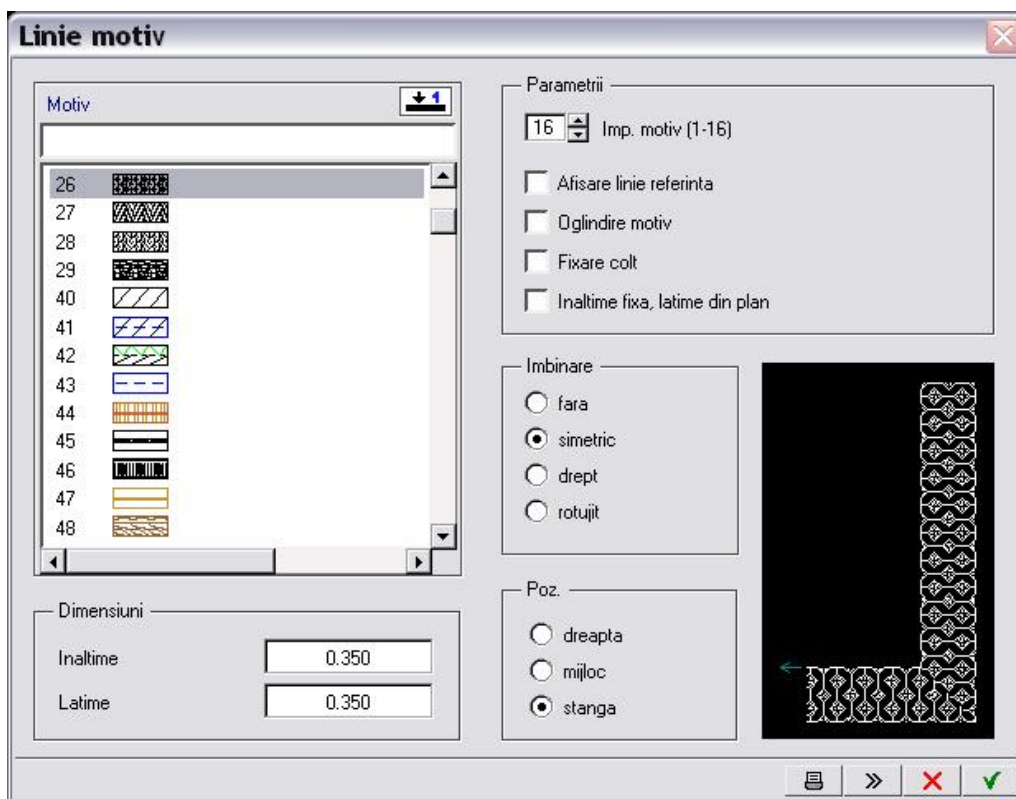 Linie motiv
Motiv
1
26
27
28
29
40
41
42
43
44
45
46
47
48
Dimensiuni
Inaltime 0.350
Latime 0.350
Parametrii
16 Imp. motiv (1-16)
Afisare linie referinta
Oglindire motiv
Fixare colt
Inaltime fixa, latime din plan
Imbinare
fara
simetric
drept
rotujit
Poz.
dreapta
mijloc
stanga